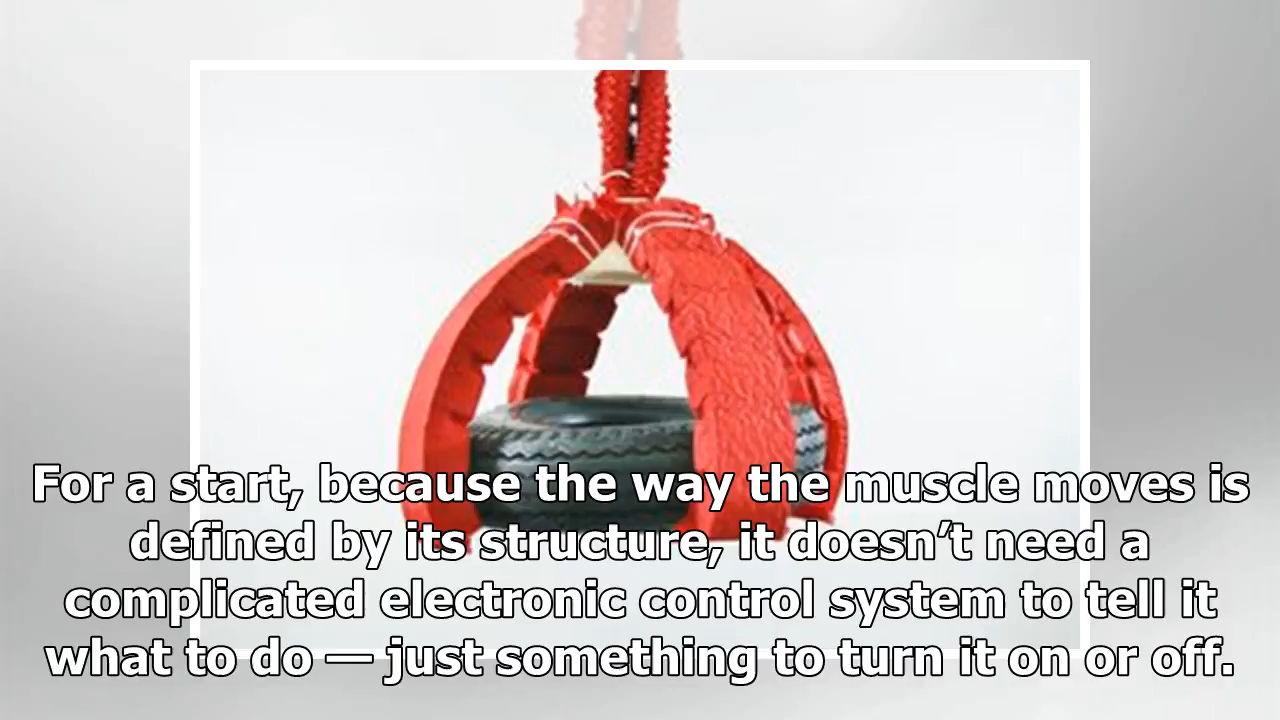 For a start, because the way the muscle moves is
defined by its structure, it doesn’t need a
complicated electronic control system to tell it
what to do — just something to turn it on or off.